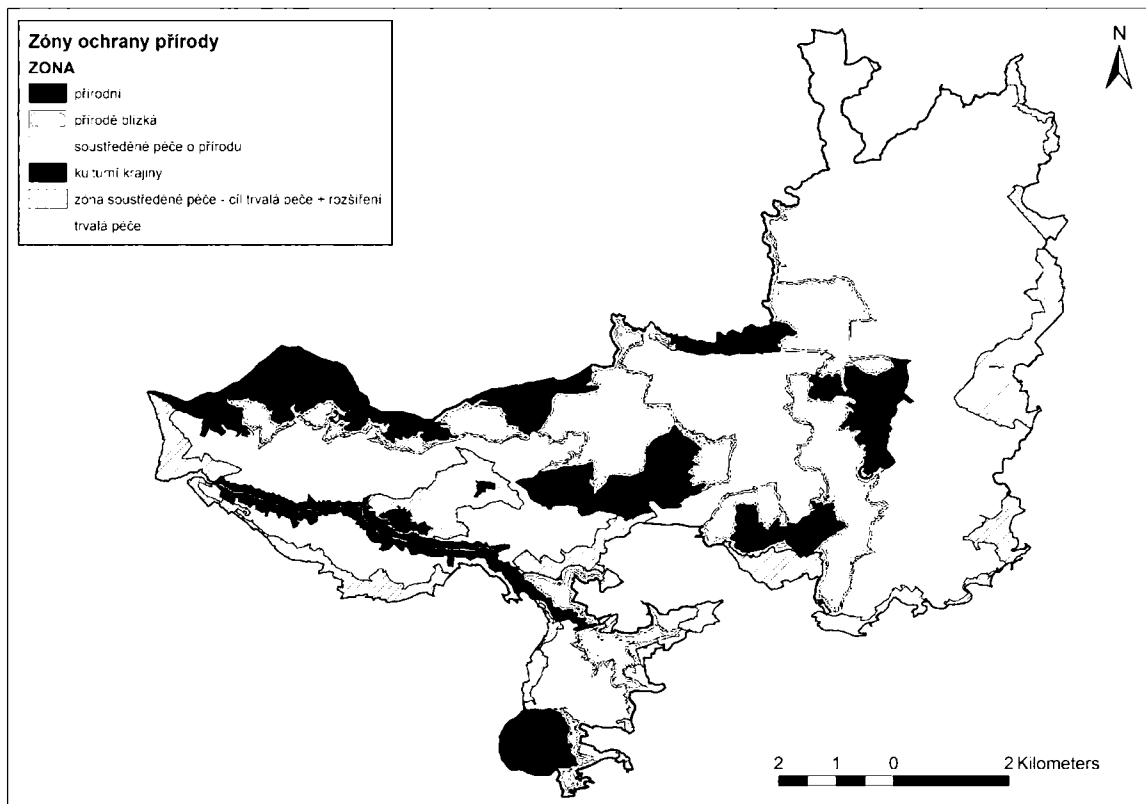 Zóny ochrany přírody
ZONA
přírodní
přírodě blízká
soustředěné péče o přírodu
kulturní krajiny
zóna soustředěné péče - cíl trvalá peče + rozšíření
trvalá péče
N
2 1 0 2 Kilometers